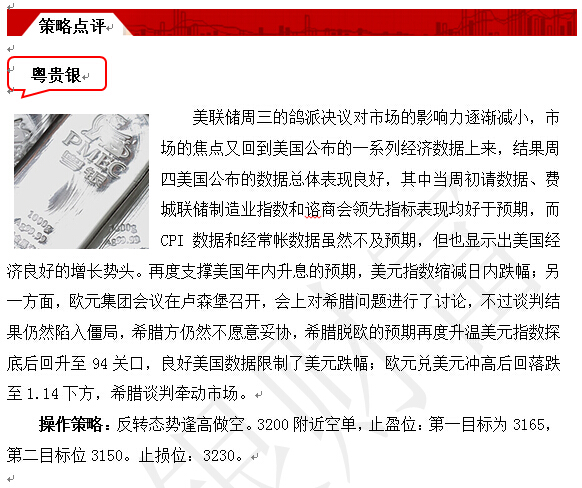 策略点评
粤贵银
美联储周三的鸽派决议对市场的影响力逐渐减小，市
场的焦点又回到美国公布的一系列经济数据上来，结果周
四美国公布的数据总体表现良好，其中当周初请数据、费
城联储制造业指数和谘商会领先指标表现均好于预期，而
CPI 数据和经常帐数据虽然不及预期，但也显示出美国经
济良好的增长势头。再度支撑美国年内升息的预期，美元指数缩减日内跌幅；另
一方面，欧元集团会议在卢森堡召开，会上对希腊问题进行了讨论，不过谈判结
果仍然陷入僵局，希腊方仍然不愿意妥协，希腊脱欧的预期再度升温美元指数探
底后回升至 94 关口，良好美国数据限制了美元跌幅；欧元兑美元冲高后回落跌
至 1.14 下方，希腊谈判牵动市场。
操作策略：反转态势逢高做空。3200 附近空单，止盈位：第一目标为 3165，
第二目标位 3150。止损位：3230。
PMEC